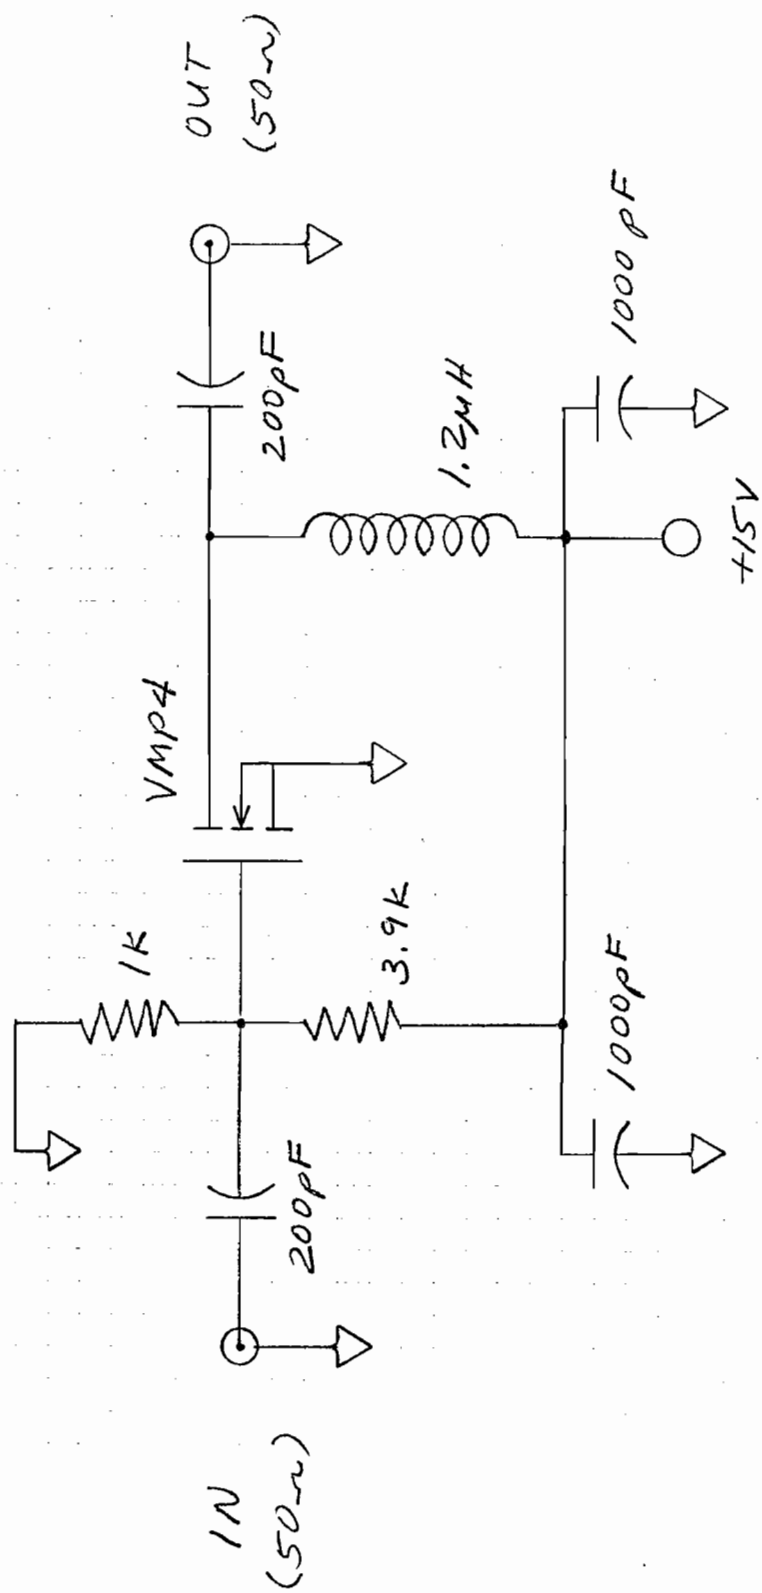 1K
VMP4
OUT
(50Ω)
IN
(50Ω)
200pF
200pF
3.9K
1.2μH
1000pF
1000pF
+15V